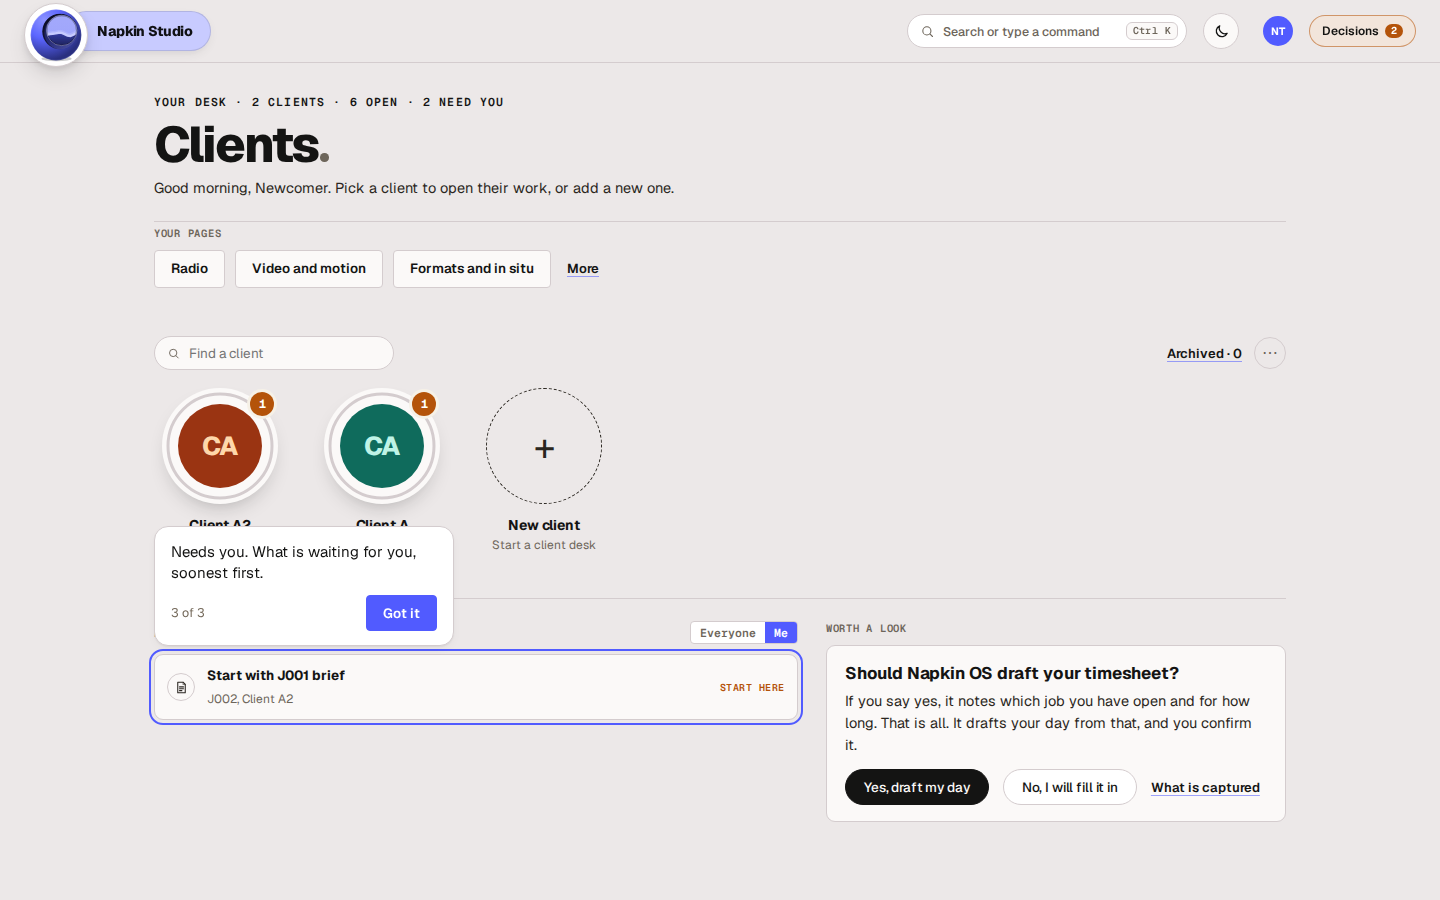 Napkin Studio
Search or type a command
Ctrl K
NT
Decisions 2
YOUR DESK · 2 CLIENTS · 6 OPEN · 2 NEED YOU
Clients.
Good morning, Newcomer. Pick a client to open their work, or add a new one.
YOUR PAGES
Radio
Video and motion
Formats and in situ
More
Find a client
Archived · 0
CA
1
CA
1
+
Client A2
Client A
New client
Start a client desk
Needs you. What is waiting for you,
soonest first.
3 of 3
Got it
Everyone
Me
Start with J001 brief
J002, Client A2
START HERE
WORTH A LOOK
Should Napkin OS draft your timesheet?
If you say yes, it notes which job you have open and for how
long. That is all. It drafts your day from that, and you confirm
it.
Yes, draft my day
No, I will fill it in
What is captured